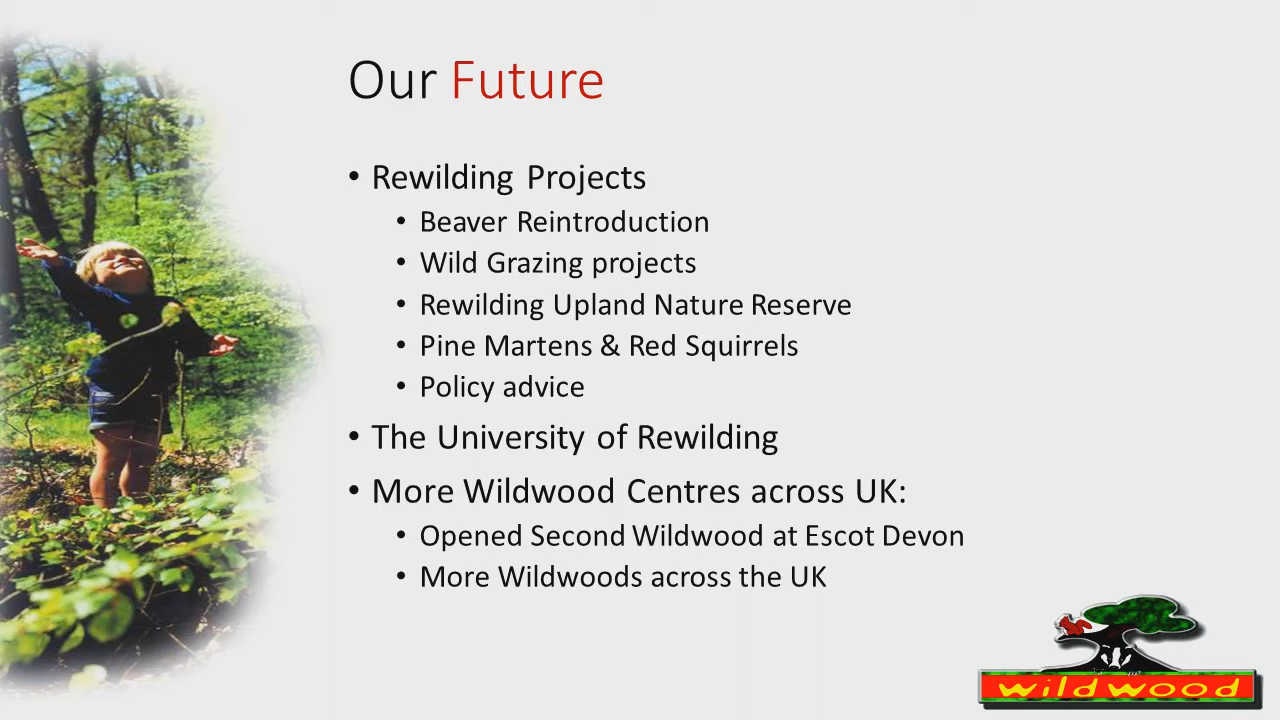 Our Future
• Rewilding Projects
• Beaver Reintroduction
• Wild Grazing projects
• Rewilding Upland Nature Reserve
• Pine Martens & Red Squirrels
• Policy advice
• The University of Rewilding
• More Wildwood Centres across UK:
• Opened Second Wildwood at Escot Devon
• More Wildwoods across the UK
wildwood